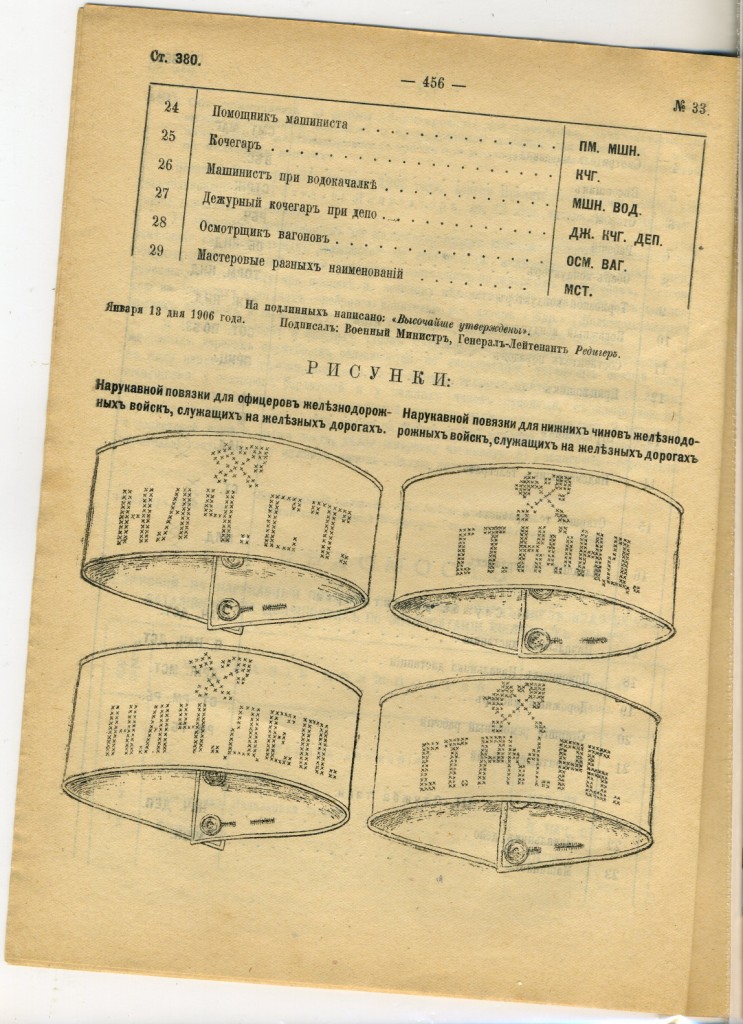 Ст. 380.
— 456 —
№ 33.
24 Помощникъ машиниста . . . . . . . . . . . . . ПМ. МШН.
25 Кочегаръ . . . . . . . . . . . . . . . . . . КЧГ.
26 Машинистъ при водокачалкѣ . . . . . . . . . . МШН. ВОД.
27 Дежурный кочегаръ при депо . . . . . . . . . . ДЖ. КЧГ. ДЕП.
28 Осмотрщикъ вагоновъ . . . . . . . . . . . . . ОСМ. ВАГ.
29 Мастеровые разныхъ наименованій . . . . . . . . МСТ.
На подлинныхъ написано: «Высочайше утверждены».
Января 13 дня 1906 года. Подписалъ: Военный Министръ, Генералъ-Лейтенантъ Редигеръ.
РИСУНКИ:
Нарукавной повязки для офицеровъ желѣзнодорож-
ныхъ войскъ, служащихъ на желѣзныхъ дорогахъ.
Нарукавной повязки для нижнихъ чиновъ желѣзнодо-
рожныхъ войскъ, служащихъ на желѣзныхъ дорогахъ
НАЧ. СТ.
СТ. КОНД.
НАЧ. ДЕП.
СТ. РМ. РБ.